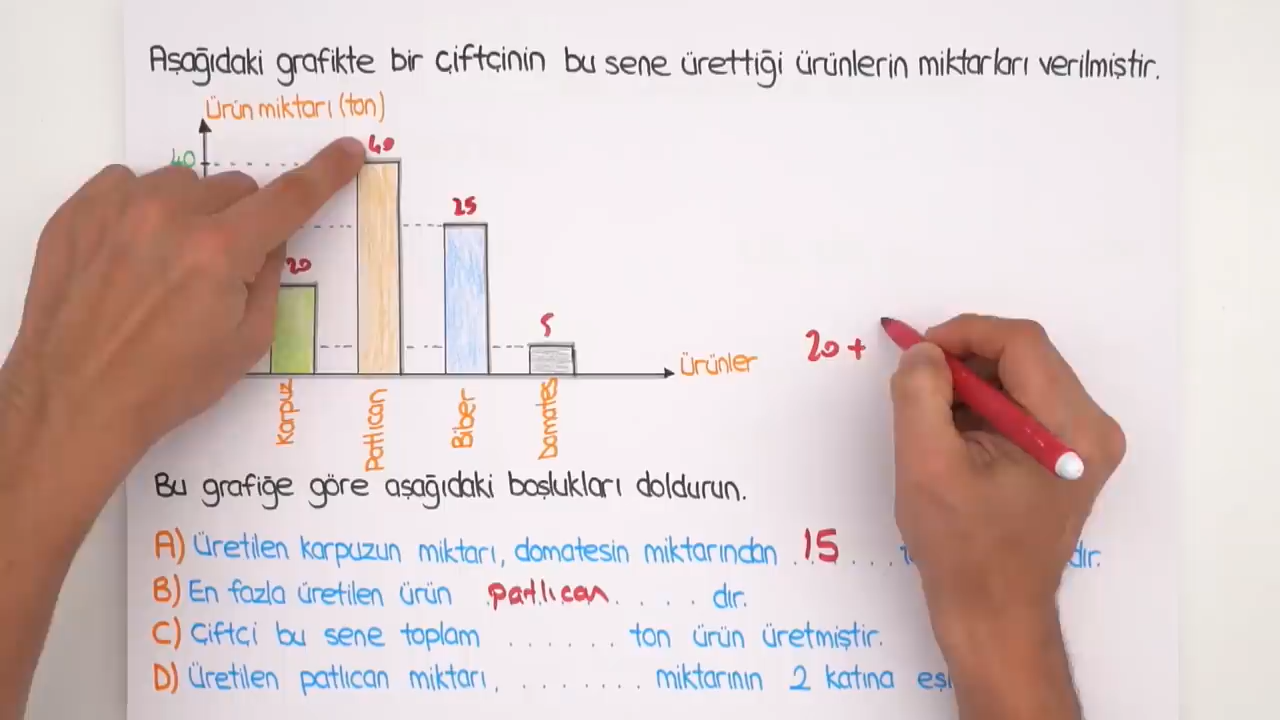 Aşağıdaki grafikte bir çiftçinin bu sene ürettiği ürünlerin miktarları verilmiştir.
Ürün miktarı (ton)
40
40
25
20
5
Ürünler
20 +
Karpuz
Patlıcan
Biber
Domates
Bu grafiğe göre aşağıdaki boşlukları doldurun.
A) Üretilen karpuzun miktarı, domatesin miktarından . 15 . . .
B) En fazla üretilen ürün patlıcan . . . . dır.
C) Çiftçi bu sene toplam . . . . . . ton ürün üretmiştir.
D) Üretilen patlıcan miktarı, . . . . . . . miktarının 2 katına